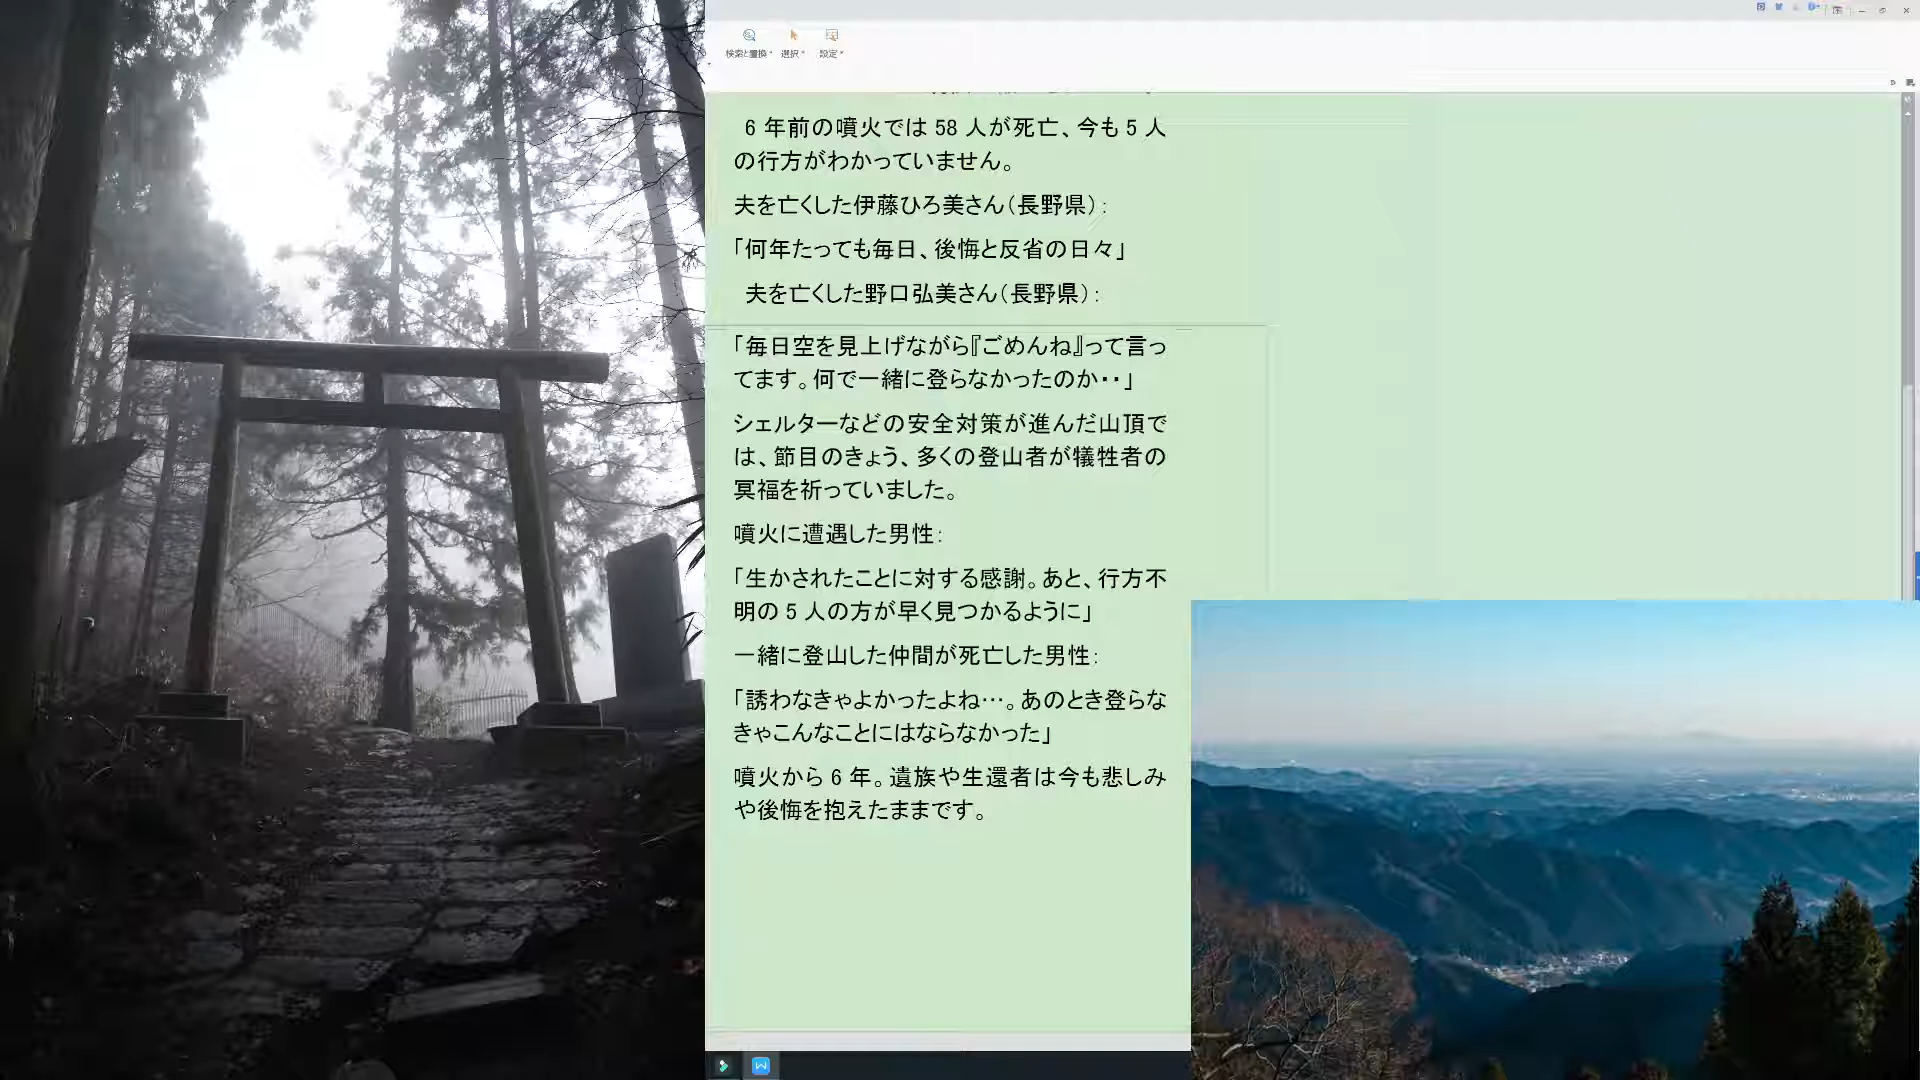 検索と置換 選択 設定
6 年前の噴火では 58 人が死亡、今も 5 人
の行方がわかっていません。
夫を亡くした伊藤ひろ美さん（長野県）：
「何年たっても毎日、後悔と反省の日々」
夫を亡くした野口弘美さん（長野県）：
「毎日空を見上げながら『ごめんね』って言っ
てます。何で一緒に登らなかったのか・・」
シェルターなどの安全対策が進んだ山頂で
は、節目のきょう、多くの登山者が犠牲者の
冥福を祈っていました。
噴火に遭遇した男性：
「生かされたことに対する感謝。あと、行方不
明の 5 人の方が早く見つかるように」
一緒に登山した仲間が死亡した男性：
「誘わなきゃよかったよね…。あのとき登らな
きゃこんなことにはならなかった」
噴火から 6 年。遺族や生還者は今も悲しみ
や後悔を抱えたままです。